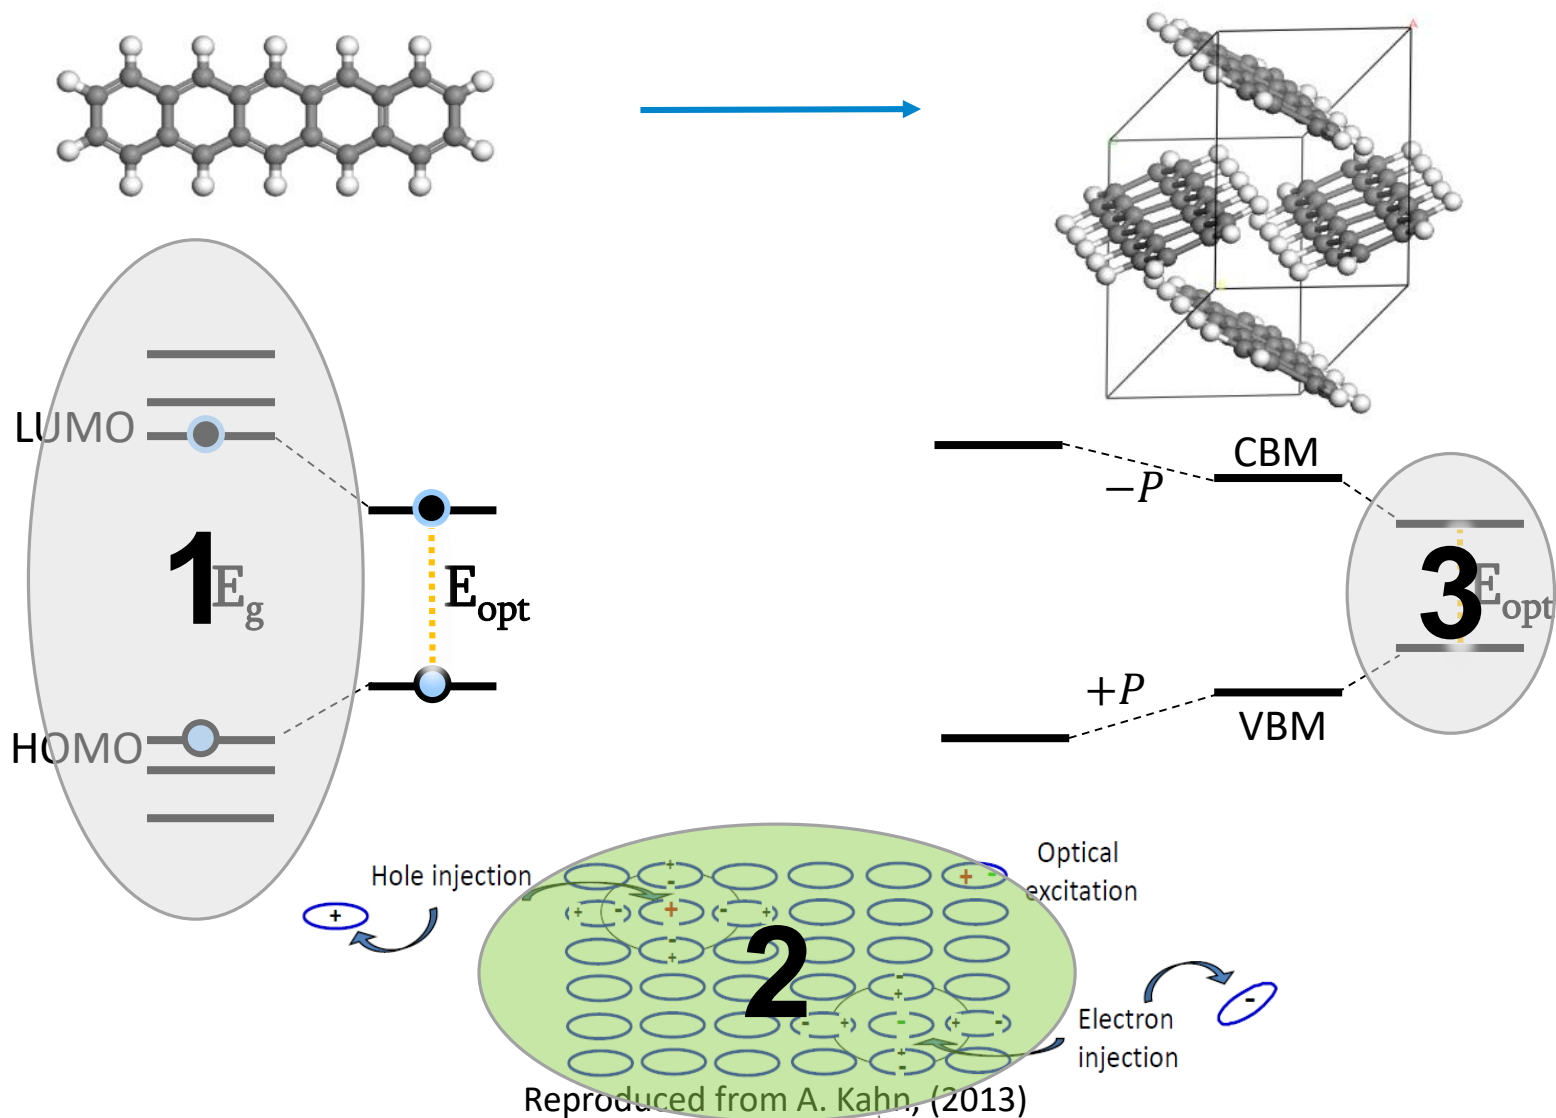 LUMO
1
E_g
HOMO
E_opt
−P
CBM
+P
VBM
3
E_opt
Hole injection
+
2
Optical
excitation
-
Electron
injection
Reproduced from A. Kahn, (2013)